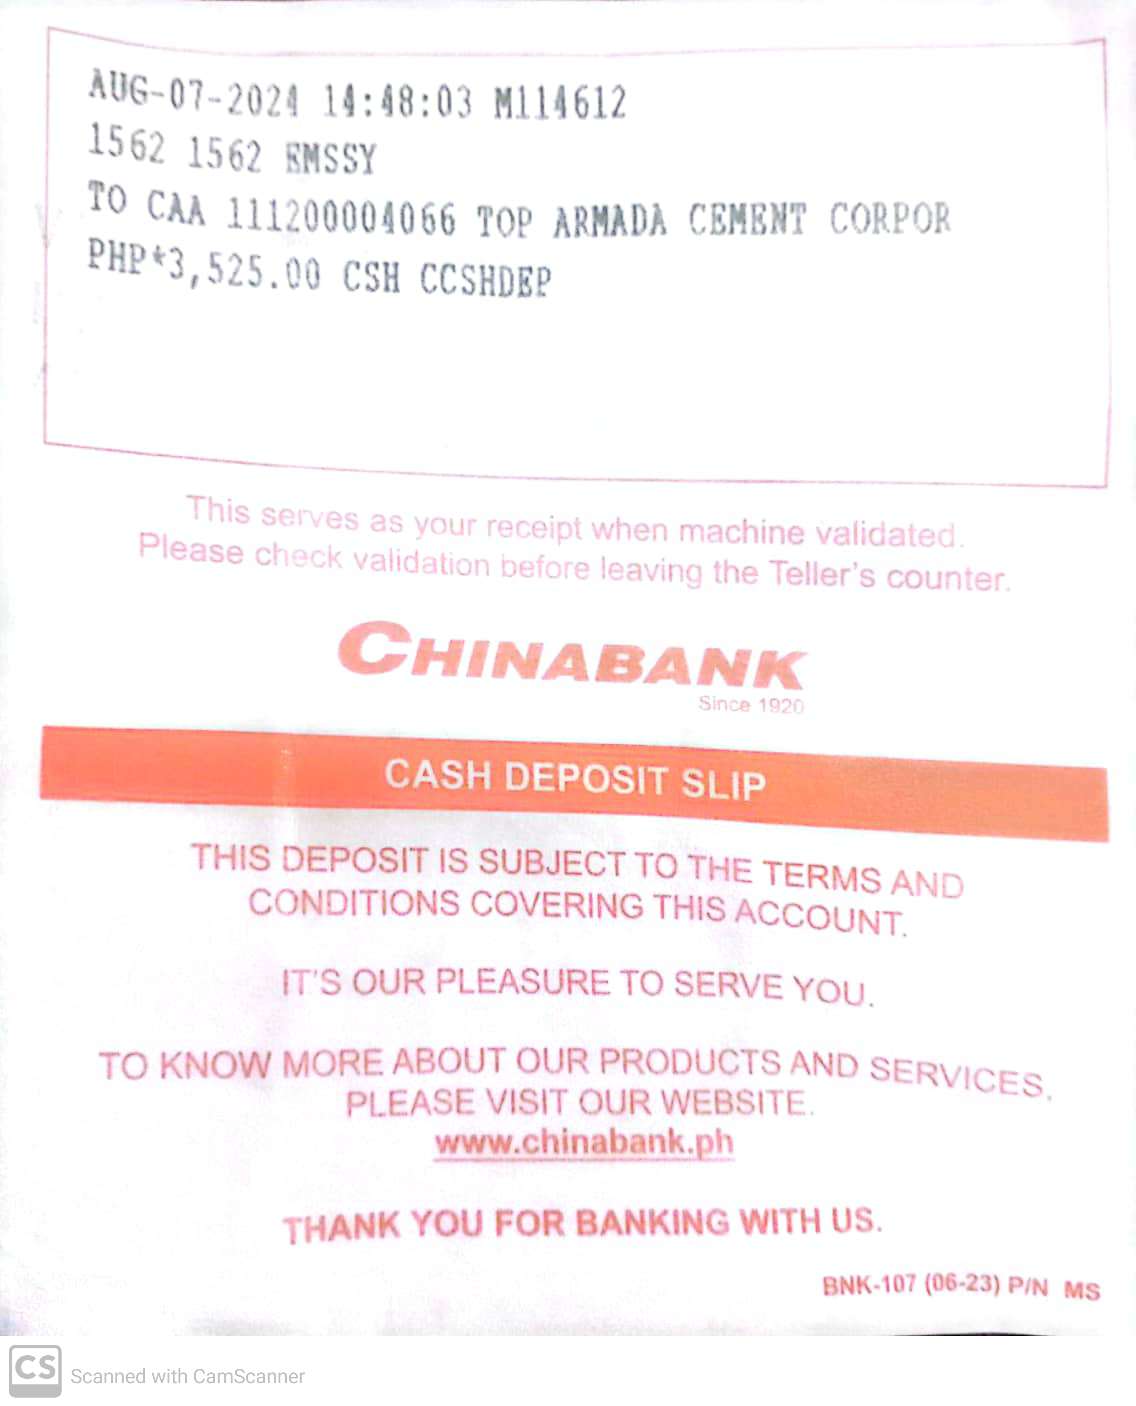 AUG-07-2024 14:48:03 M114612
1562 1562 EMSSY
TO CAA 111200004066 TOP ARMADA CEMENT CORPOR
PHP*3,525.00 CSH CCSHDEP
This serves as your receipt when machine validated.
Please check validation before leaving the Teller's counter.
CHINABANK
Since 1920
CASH DEPOSIT SLIP
THIS DEPOSIT IS SUBJECT TO THE TERMS AND
CONDITIONS COVERING THIS ACCOUNT.
IT'S OUR PLEASURE TO SERVE YOU.
TO KNOW MORE ABOUT OUR PRODUCTS AND SERVICES,
PLEASE VISIT OUR WEBSITE.
www.chinabank.ph
THANK YOU FOR BANKING WITH US.
BNK-107 (06-23) P/N MS
CS Scanned with CamScanner